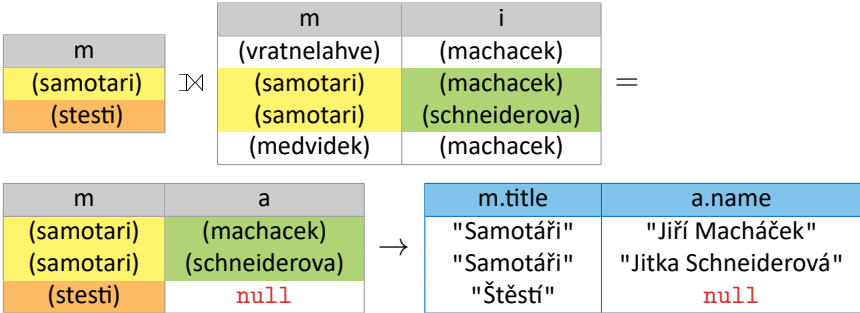 m i
(vratnelahve) (machacek)
m
(samotari) ⟕ (samotari) (machacek) =
(stesti) (samotari) (schneiderova)
(medvidek) (machacek)
m a m.title a.name
(samotari) (machacek) "Samotáři" "Jiří Macháček"
(samotari) (schneiderova) → "Samotáři" "Jitka Schneiderová"
(stesti) null "Štěstí" null